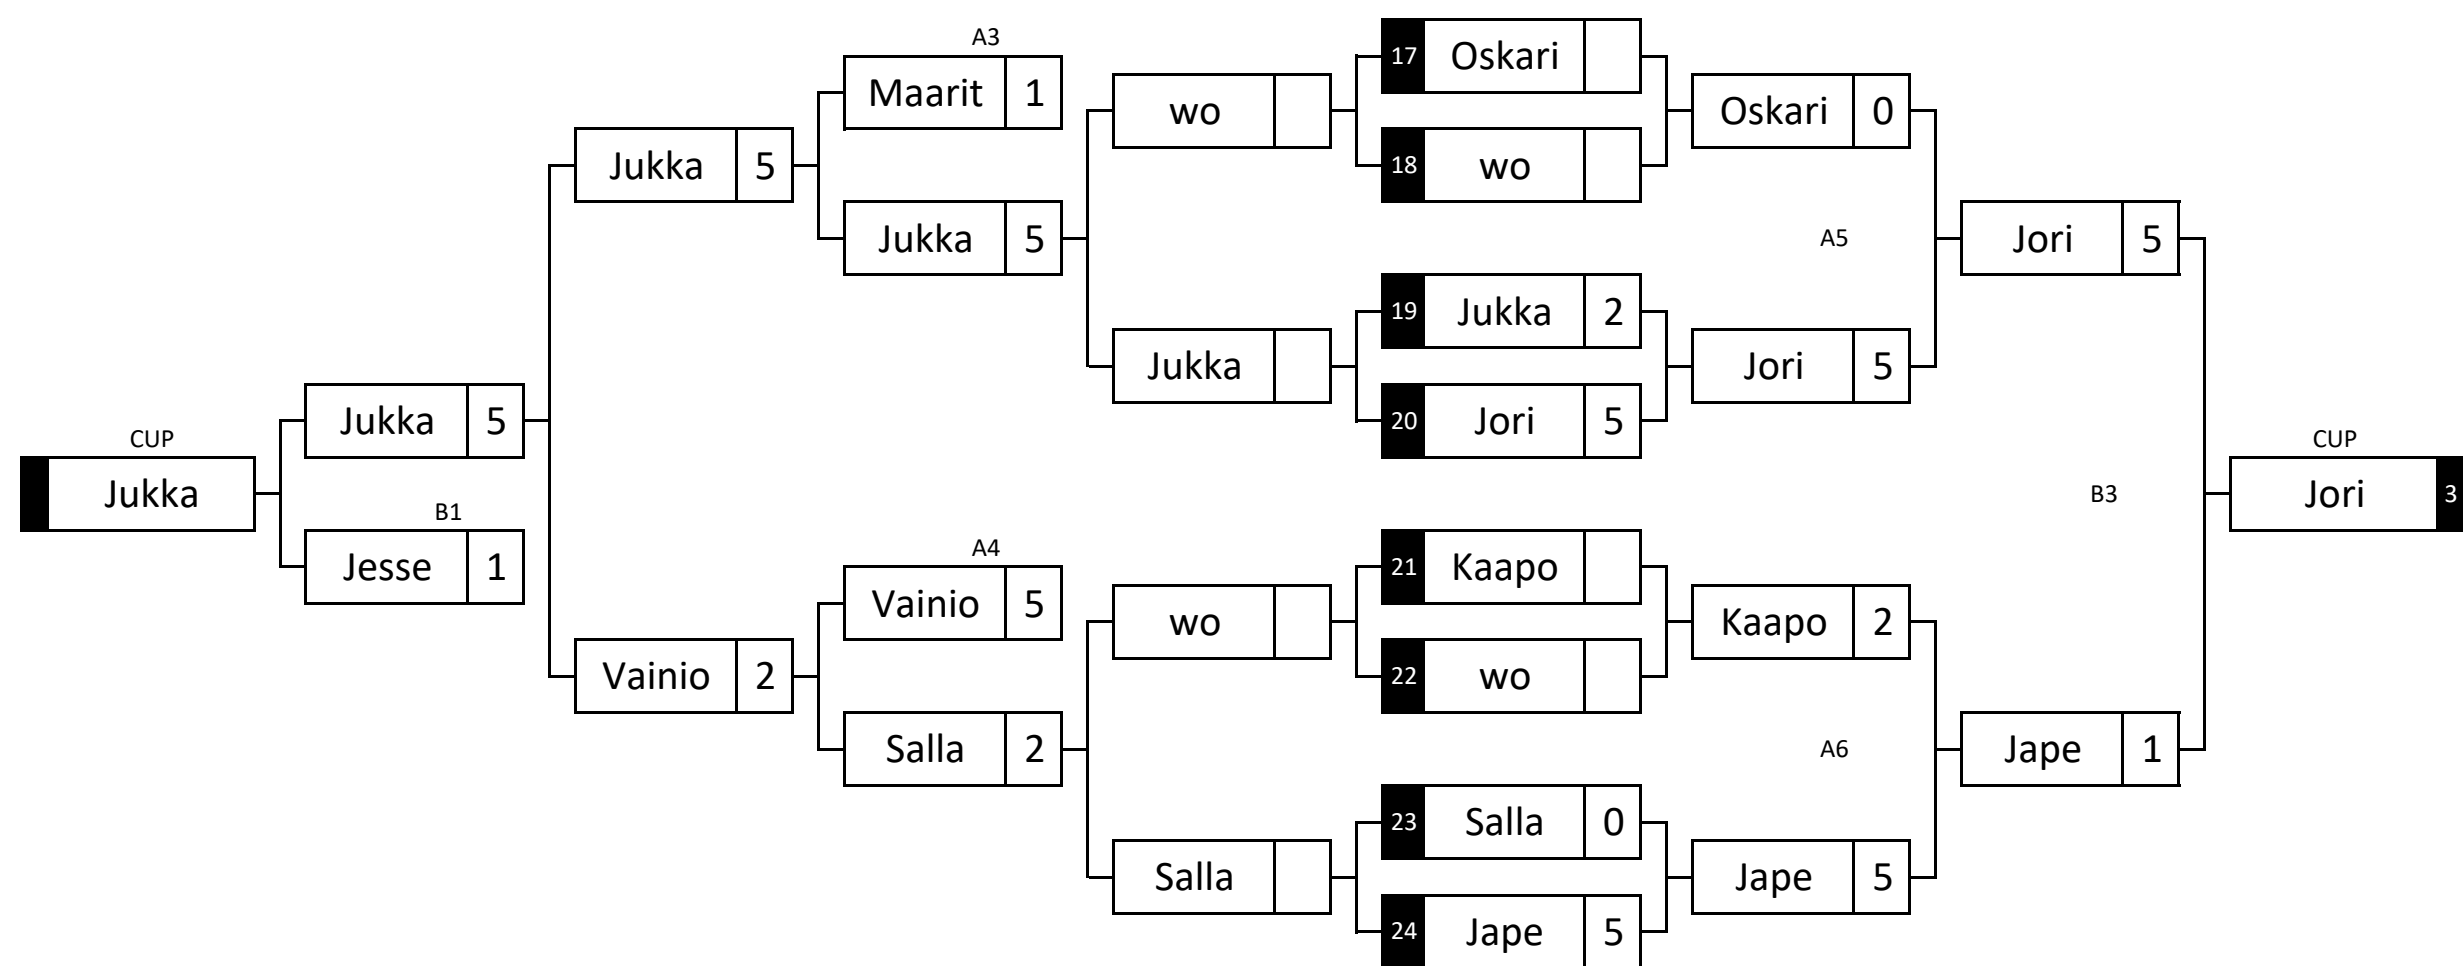 A3
17 Oskari
Maarit 1
wo
Oskari 0
Jukka 5
18 wo
Jukka 5
A5
Jori 5
19 Jukka 2
Jukka
Jori 5
Jukka 5
20 Jori 5
CUP
CUP
Jukka
B3
Jori 3
B1
A4
Jesse 1
21 Kaapo
Vainio 5
wo
Kaapo 2
Vainio 2
22 wo
Salla 2
A6
Jape 1
23 Salla 0
Salla
Jape 5
24 Jape 5